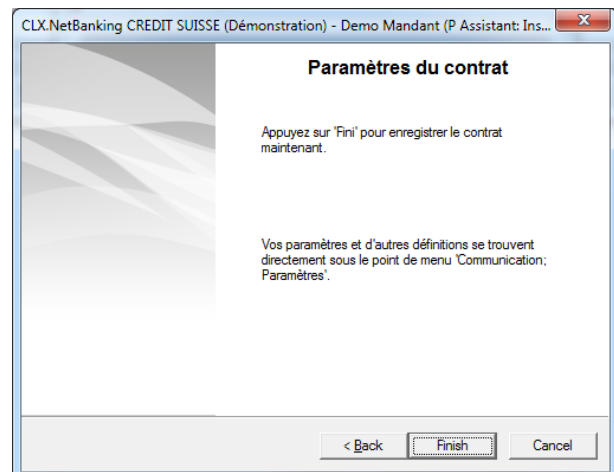 CLX.NetBanking CREDIT SUISSE (Démonstration) - Demo Mandant (P Assistant: Ins...
Paramètres du contrat
Appuyez sur 'Fini' pour enregistrer le contrat
maintenant.
Vos paramètres et d'autres définitions se trouvent
directement sous le point de menu 'Communication;
Paramètres'.
< Back
Finish
Cancel